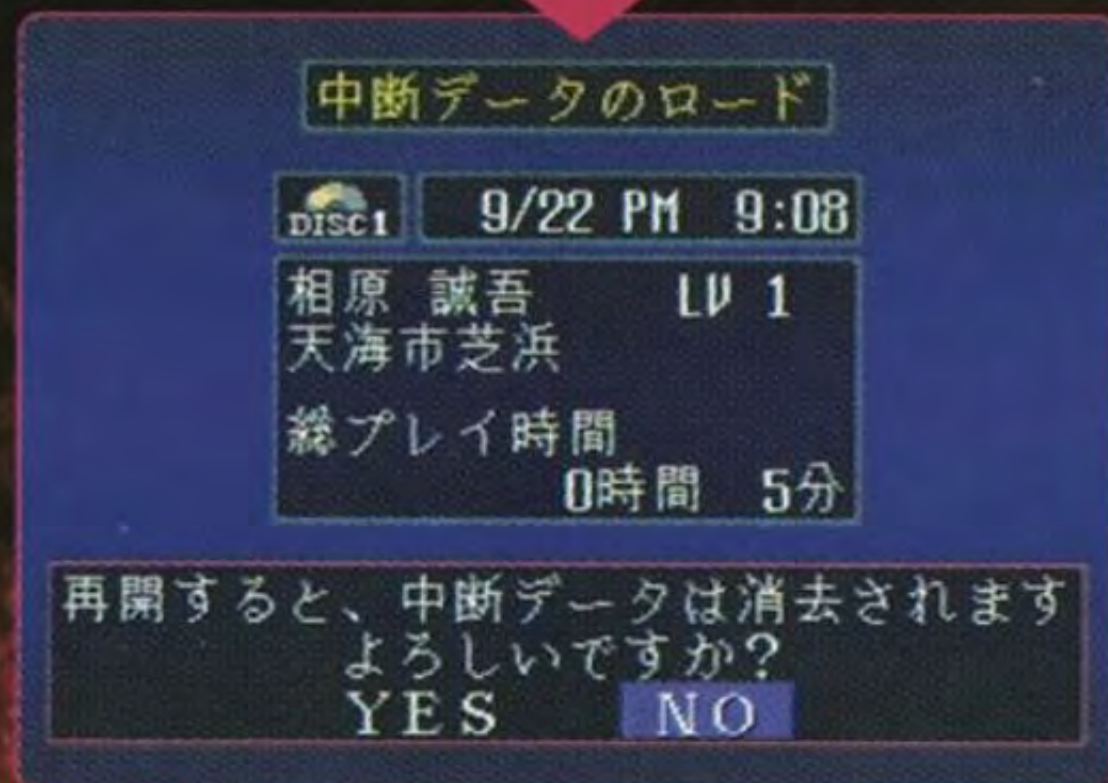 中断データのロード
DISC1
9/22 PM 9:08
相原 誠吾 LV 1
天海市芝浜
総プレイ時間
0時間 5分
再開すると、中断データは消去されます
よろしいですか?
YES NO